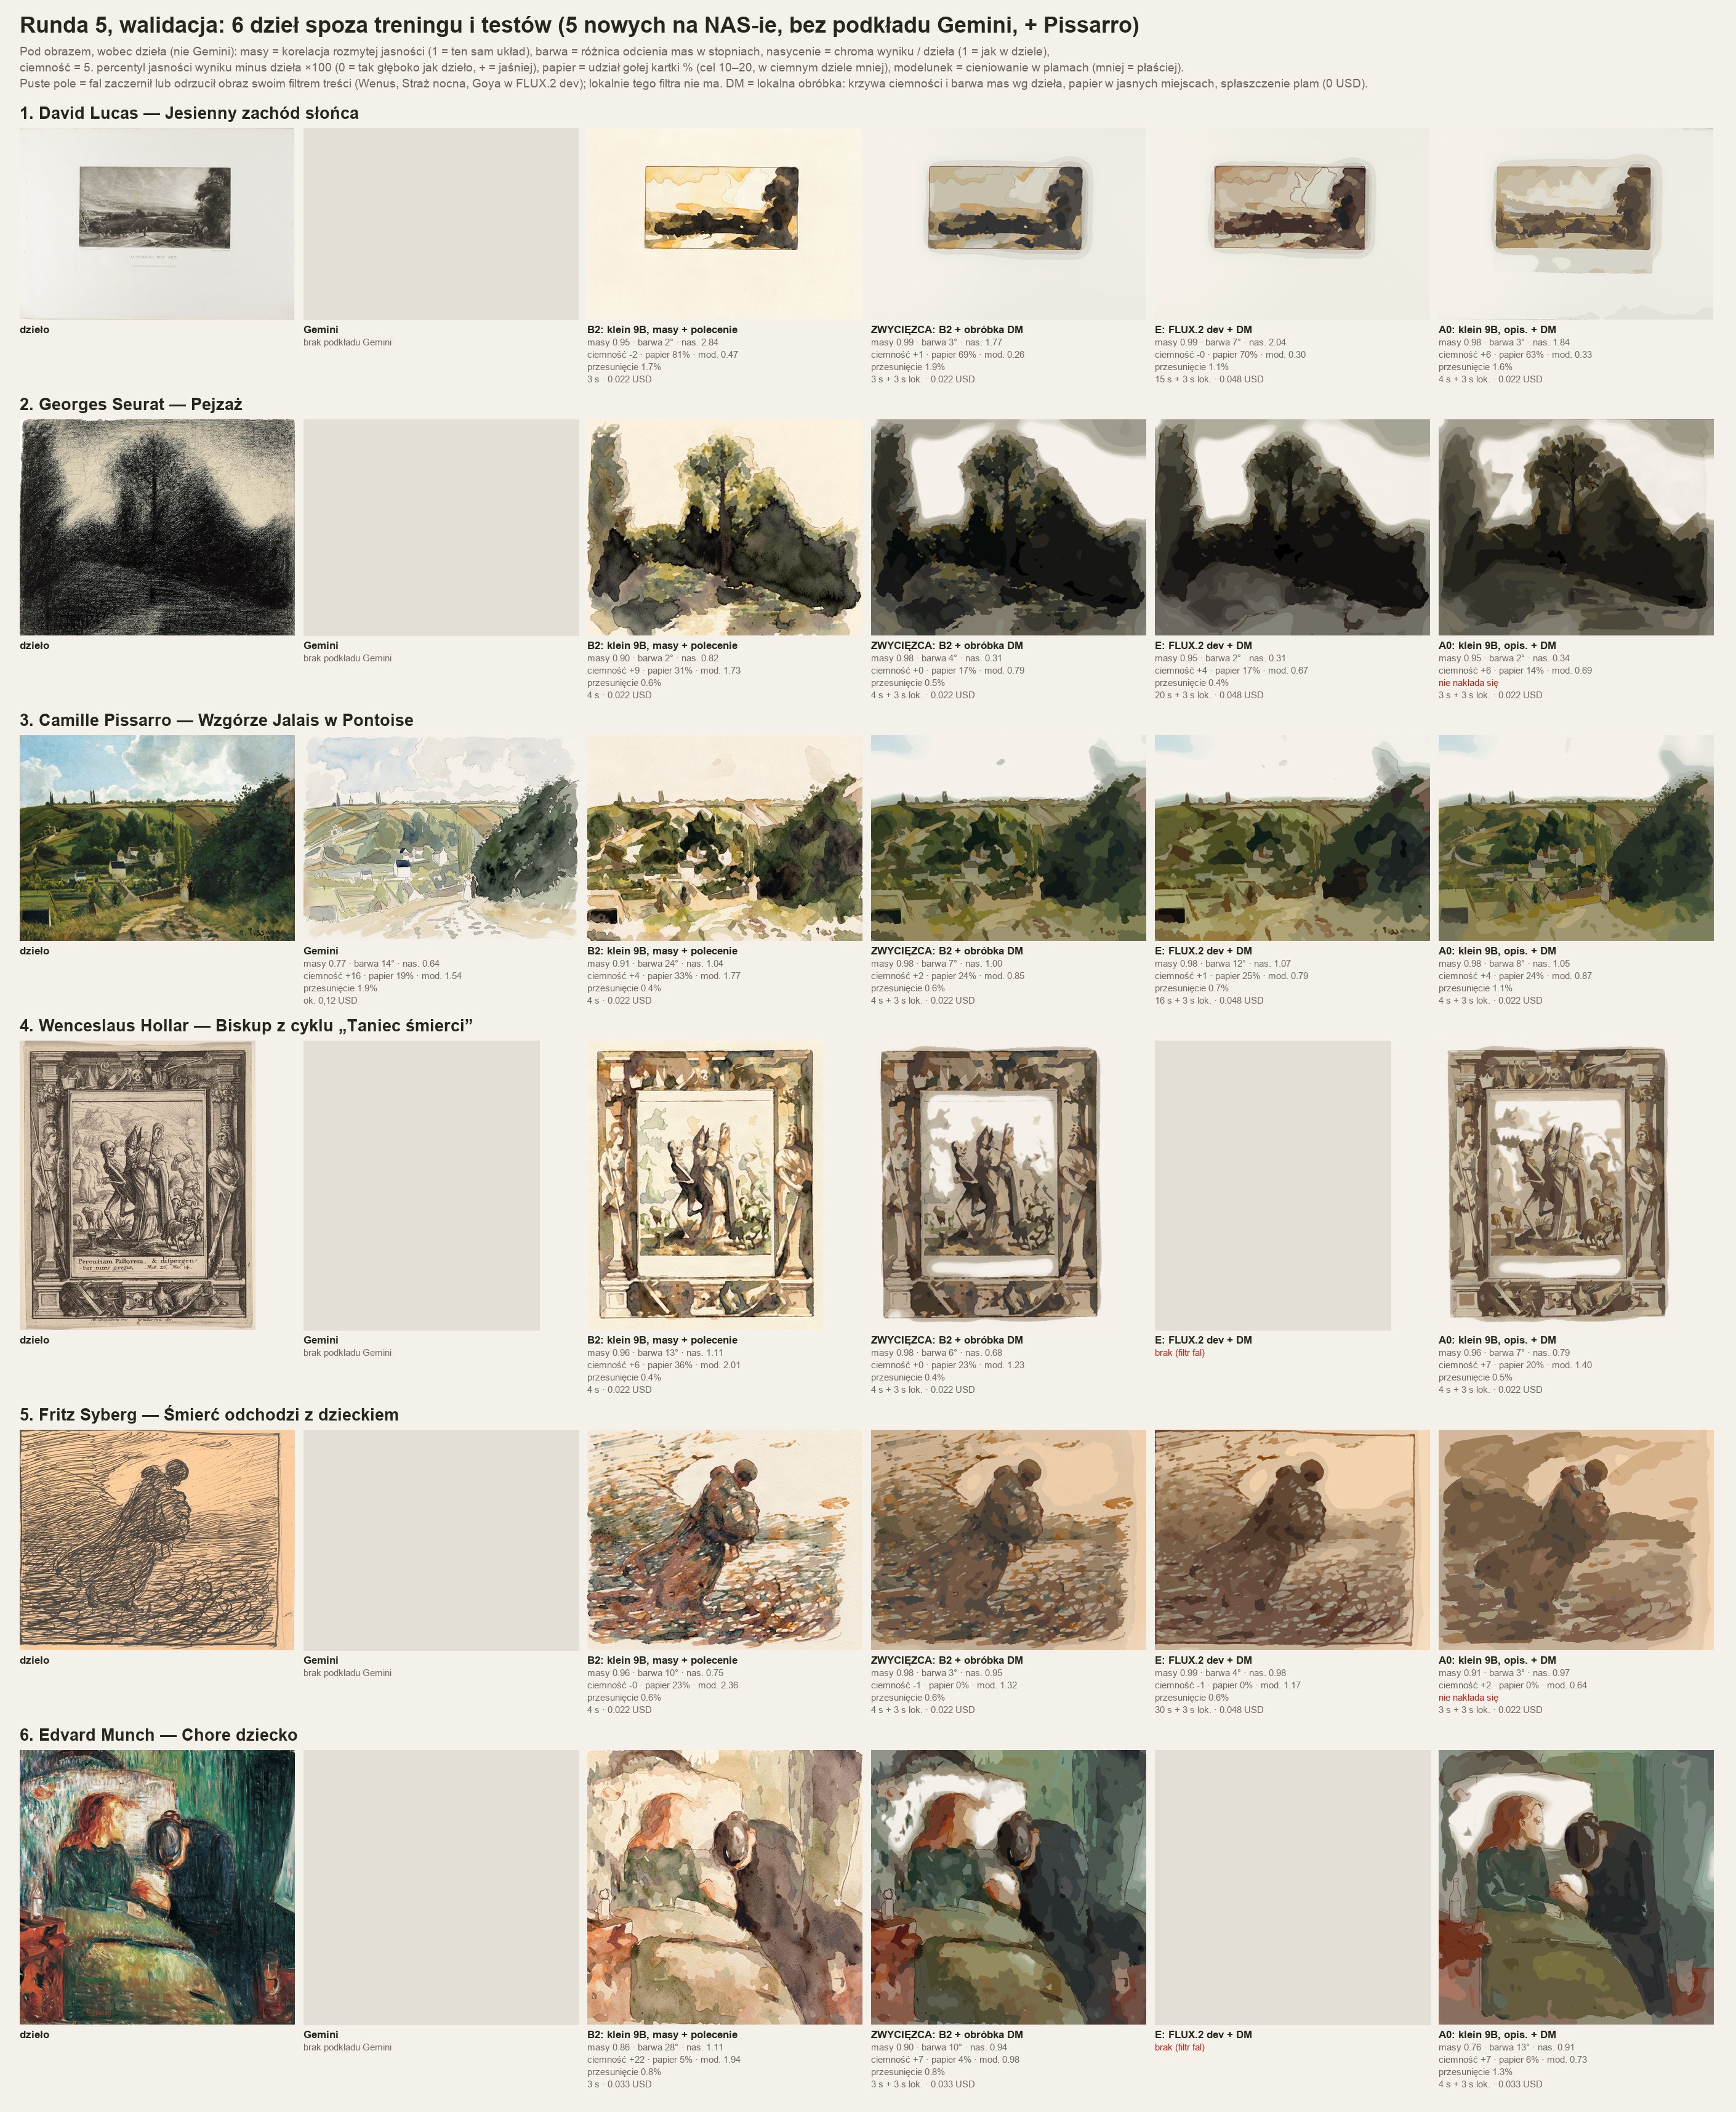 Runda 5, walidacja: 6 dzieł spoza treningu i testów (5 nowych na NAS-ie, bez podkładu Gemini, + Pissarro)
Pod obrazem, wobec dzieła (nie Gemini): masy = korelacja rozmytej jasności (1 = ten sam układ), barwa = różnica odcienia mas w stopniach, nasycenie = chroma wyniku / dzieła (1 = jak w dziele),
ciemność = 5. percentyl jasności wyniku minus dzieła ×100 (0 = tak głęboko jak dzieło, + = jaśniej), papier = udział gołej kartki % (cel 10–20, w ciemnym dziele mniej), modelunek = cieniowanie w plamach (mniej = płaściej).
Puste pole = fal zaczernił lub odrzucił obraz swoim filtrem treści (Wenus, Straż nocna, Goya w FLUX.2 dev); lokalnie tego filtra nie ma. DM = lokalna obróbka: krzywa ciemności i barwa mas wg dzieła, papier w jasnych miejscach, spłaszczenie plam (0 USD).
1. David Lucas — Jesienny zachód słońca
dzieło
Gemini
brak podkładu Gemini
B2: klein 9B, masy + polecenie
masy 0.95 · barwa 2° · nas. 2.84
ciemność -2 · papier 81% · mod. 0.47
przesunięcie 1.7%
3 s · 0.022 USD
ZWYCIĘZCA: B2 + obróbka DM
masy 0.99 · barwa 3° · nas. 1.77
ciemność +1 · papier 69% · mod. 0.26
przesunięcie 1.9%
3 s + 3 s lok. · 0.022 USD
E: FLUX.2 dev + DM
masy 0.99 · barwa 7° · nas. 2.04
ciemność -0 · papier 70% · mod. 0.30
przesunięcie 1.1%
15 s + 3 s lok. · 0.048 USD
A0: klein 9B, opis. + DM
masy 0.98 · barwa 3° · nas. 1.84
ciemność +6 · papier 63% · mod. 0.33
przesunięcie 1.6%
4 s + 3 s lok. · 0.022 USD
2. Georges Seurat — Pejzaż
dzieło
Gemini
brak podkładu Gemini
B2: klein 9B, masy + polecenie
masy 0.90 · barwa 2° · nas. 0.82
ciemność +9 · papier 31% · mod. 1.73
przesunięcie 0.6%
4 s · 0.022 USD
ZWYCIĘZCA: B2 + obróbka DM
masy 0.98 · barwa 4° · nas. 0.31
ciemność +0 · papier 17% · mod. 0.79
przesunięcie 0.5%
4 s + 3 s lok. · 0.022 USD
E: FLUX.2 dev + DM
masy 0.95 · barwa 2° · nas. 0.31
ciemność +4 · papier 17% · mod. 0.67
przesunięcie 0.4%
20 s + 3 s lok. · 0.048 USD
A0: klein 9B, opis. + DM
masy 0.95 · barwa 2° · nas. 0.34
ciemność +6 · papier 14% · mod. 0.69
nie nakłada się
3 s + 3 s lok. · 0.022 USD
3. Camille Pissarro — Wzgórze Jalais w Pontoise
dzieło
Gemini
masy 0.77 · barwa 14° · nas. 0.64
ciemność +16 · papier 19% · mod. 1.54
przesunięcie 1.9%
ok. 0,12 USD
B2: klein 9B, masy + polecenie
masy 0.91 · barwa 24° · nas. 1.04
ciemność +4 · papier 33% · mod. 1.77
przesunięcie 0.4%
4 s · 0.022 USD
ZWYCIĘZCA: B2 + obróbka DM
masy 0.98 · barwa 7° · nas. 1.00
ciemność +2 · papier 24% · mod. 0.85
przesunięcie 0.6%
4 s + 3 s lok. · 0.022 USD
E: FLUX.2 dev + DM
masy 0.98 · barwa 12° · nas. 1.07
ciemność +1 · papier 25% · mod. 0.79
przesunięcie 0.7%
16 s + 3 s lok. · 0.048 USD
A0: klein 9B, opis. + DM
masy 0.98 · barwa 8° · nas. 1.05
ciemność +4 · papier 24% · mod. 0.87
przesunięcie 1.1%
4 s + 3 s lok. · 0.022 USD
4. Wenceslaus Hollar — Biskup z cyklu „Taniec śmierci”
dzieło
Gemini
brak podkładu Gemini
B2: klein 9B, masy + polecenie
masy 0.96 · barwa 13° · nas. 1.11
ciemność +6 · papier 36% · mod. 2.01
przesunięcie 0.4%
4 s · 0.022 USD
ZWYCIĘZCA: B2 + obróbka DM
masy 0.98 · barwa 6° · nas. 0.68
ciemność +0 · papier 23% · mod. 1.23
przesunięcie 0.4%
4 s + 3 s lok. · 0.022 USD
E: FLUX.2 dev + DM
brak (filtr fal)
A0: klein 9B, opis. + DM
masy 0.96 · barwa 7° · nas. 0.79
ciemność +7 · papier 20% · mod. 1.40
przesunięcie 0.5%
4 s + 3 s lok. · 0.022 USD
5. Fritz Syberg — Śmierć odchodzi z dzieckiem
dzieło
Gemini
brak podkładu Gemini
B2: klein 9B, masy + polecenie
masy 0.96 · barwa 10° · nas. 0.75
ciemność -0 · papier 23% · mod. 2.36
przesunięcie 0.6%
4 s · 0.022 USD
ZWYCIĘZCA: B2 + obróbka DM
masy 0.98 · barwa 3° · nas. 0.95
ciemność -1 · papier 0% · mod. 1.32
przesunięcie 0.6%
4 s + 3 s lok. · 0.022 USD
E: FLUX.2 dev + DM
masy 0.99 · barwa 4° · nas. 0.98
ciemność -1 · papier 0% · mod. 1.17
przesunięcie 0.6%
30 s + 3 s lok. · 0.048 USD
A0: klein 9B, opis. + DM
masy 0.91 · barwa 3° · nas. 0.97
ciemność +2 · papier 0% · mod. 0.64
nie nakłada się
3 s + 3 s lok. · 0.022 USD
6. Edvard Munch — Chore dziecko
dzieło
Gemini
brak podkładu Gemini
B2: klein 9B, masy + polecenie
masy 0.86 · barwa 28° · nas. 1.11
ciemność +22 · papier 5% · mod. 1.94
przesunięcie 0.8%
3 s · 0.033 USD
ZWYCIĘZCA: B2 + obróbka DM
masy 0.90 · barwa 10° · nas. 0.94
ciemność +7 · papier 4% · mod. 0.98
przesunięcie 0.8%
3 s + 3 s lok. · 0.033 USD
E: FLUX.2 dev + DM
brak (filtr fal)
A0: klein 9B, opis. + DM
masy 0.76 · barwa 13° · nas. 0.91
ciemność +7 · papier 6% · mod. 0.73
przesunięcie 1.3%
4 s + 3 s lok. · 0.033 USD